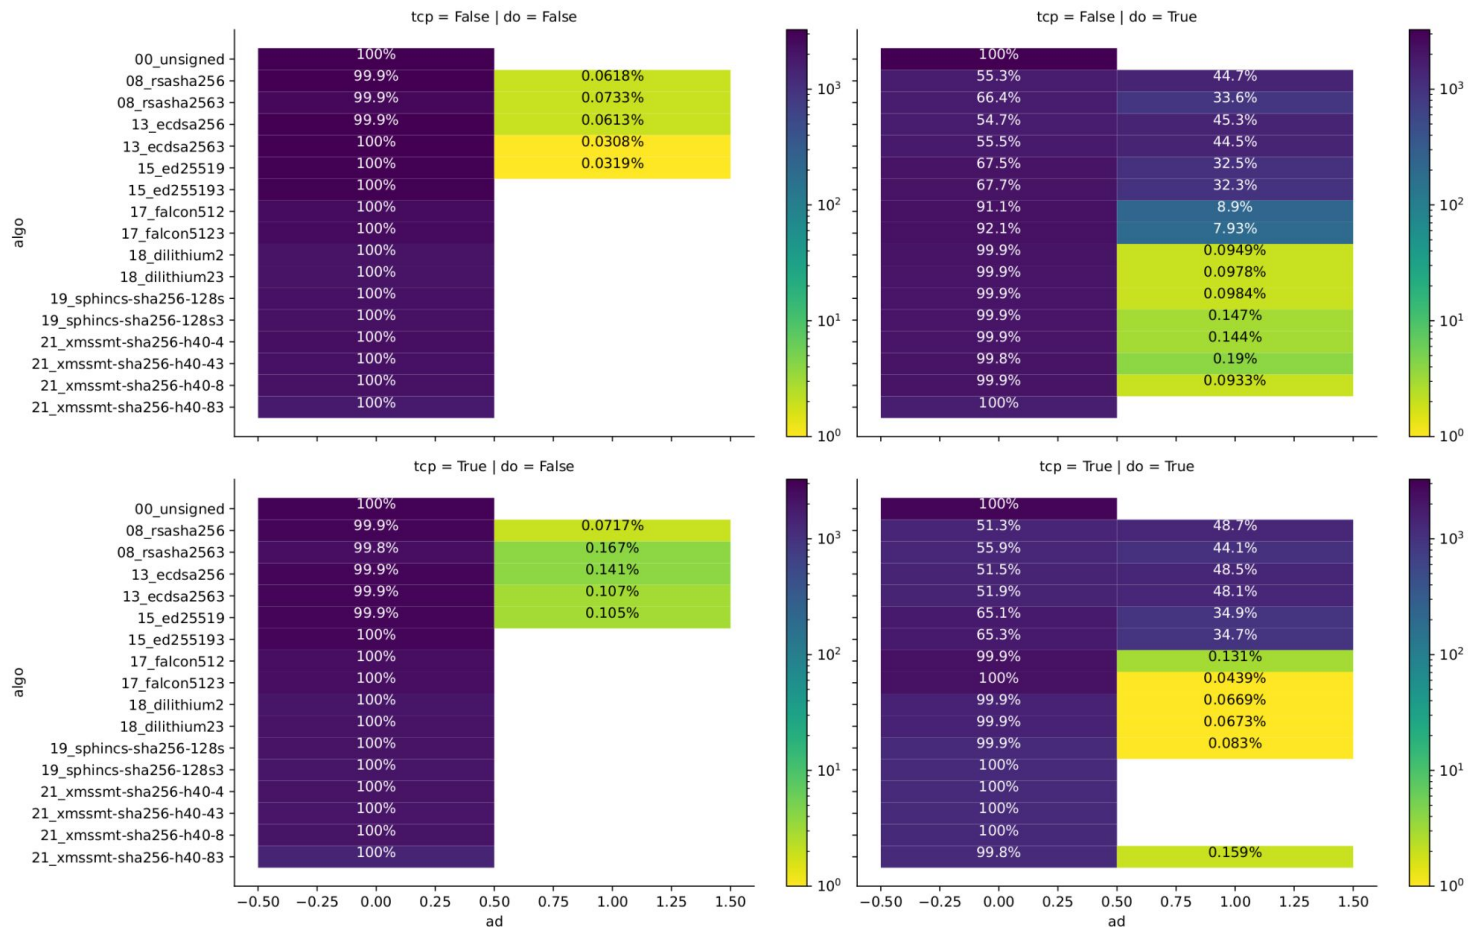 tcp = False | do = False
tcp = False | do = True
algo
00_unsigned 100% 100%
08_rsasha256 99.9% 0.0618% 55.3% 44.7%
08_rsasha2563 99.9% 0.0733% 66.4% 33.6%
13_ecdsa256 99.9% 0.0613% 54.7% 45.3%
13_ecdsa2563 100% 0.0308% 55.5% 44.5%
15_ed25519 100% 0.0319% 67.5% 32.5%
15_ed255193 100% 67.7% 32.3%
17_falcon512 100% 91.1% 8.9%
17_falcon5123 100% 92.1% 7.93%
18_dilithium2 100% 99.9% 0.0949%
18_dilithium23 100% 99.9% 0.0978%
19_sphincs-sha256-128s 100% 99.9% 0.0984%
19_sphincs-sha256-128s3 100% 99.9% 0.147%
21_xmssmt-sha256-h40-4 100% 99.9% 0.144%
21_xmssmt-sha256-h40-43 100% 99.8% 0.19%
21_xmssmt-sha256-h40-8 100% 99.9% 0.0933%
21_xmssmt-sha256-h40-83 100% 100%
10³
10²
10¹
10⁰
10³
10²
10¹
10⁰
tcp = True | do = False
tcp = True | do = True
algo
00_unsigned 100% 100%
08_rsasha256 99.9% 0.0717% 51.3% 48.7%
08_rsasha2563 99.8% 0.167% 55.9% 44.1%
13_ecdsa256 99.9% 0.141% 51.5% 48.5%
13_ecdsa2563 99.9% 0.107% 51.9% 48.1%
15_ed25519 99.9% 0.105% 65.1% 34.9%
15_ed255193 100% 65.3% 34.7%
17_falcon512 100% 99.9% 0.131%
17_falcon5123 100% 100% 0.0439%
18_dilithium2 100% 99.9% 0.0669%
18_dilithium23 100% 99.9% 0.0673%
19_sphincs-sha256-128s 100% 99.9% 0.083%
19_sphincs-sha256-128s3 100% 100%
21_xmssmt-sha256-h40-4 100% 100%
21_xmssmt-sha256-h40-43 100% 100%
21_xmssmt-sha256-h40-8 100% 100%
21_xmssmt-sha256-h40-83 100% 99.8% 0.159%
10³
10²
10¹
10⁰
10³
10²
10¹
10⁰
−0.50 −0.25 0.00 0.25 0.50 0.75 1.00 1.25 1.50
ad
−0.50 −0.25 0.00 0.25 0.50 0.75 1.00 1.25 1.50
ad